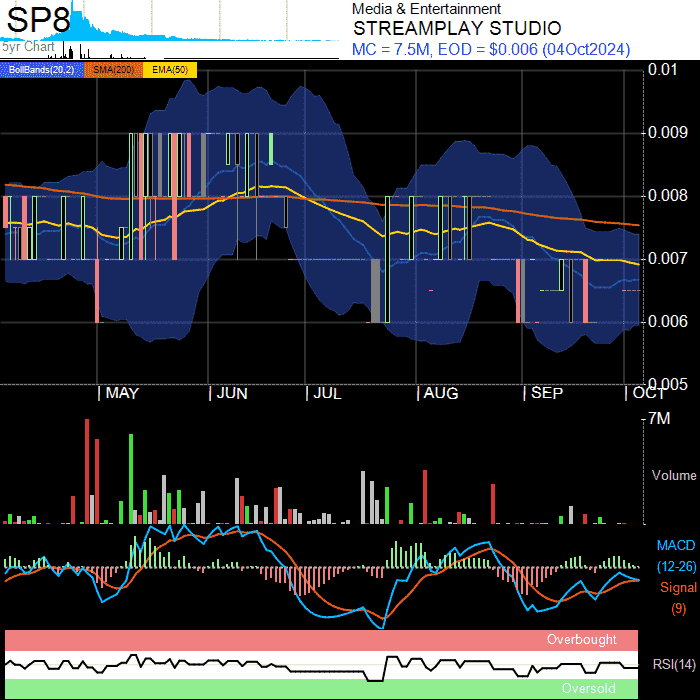 SP8
5yr Chart
Media & Entertainment
STREAMPLAY STUDIO
MC = 7.5M, EOD = $0.006 (04Oct2024)
BollBands(20,2) SMA(200) EMA(50)
0.01
0.009
0.008
0.007
0.006
0.005
MAY JUN JUL AUG SEP OCT
7M
Volume
MACD
(12-26)
Signal
(9)
Overbought
RSI(14)
Oversold